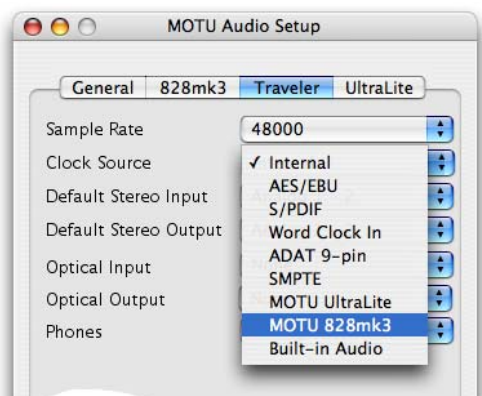 MOTU Audio Setup
General 828mk3 Traveler UltraLite
Sample Rate 48000
Clock Source ✓ Internal
AES/EBU
Default Stereo Input
S/PDIF
Default Stereo Output Word Clock In
ADAT 9-pin
Optical Input
SMPTE
Optical Output MOTU UltraLite
Phones MOTU 828mk3
Built-in Audio